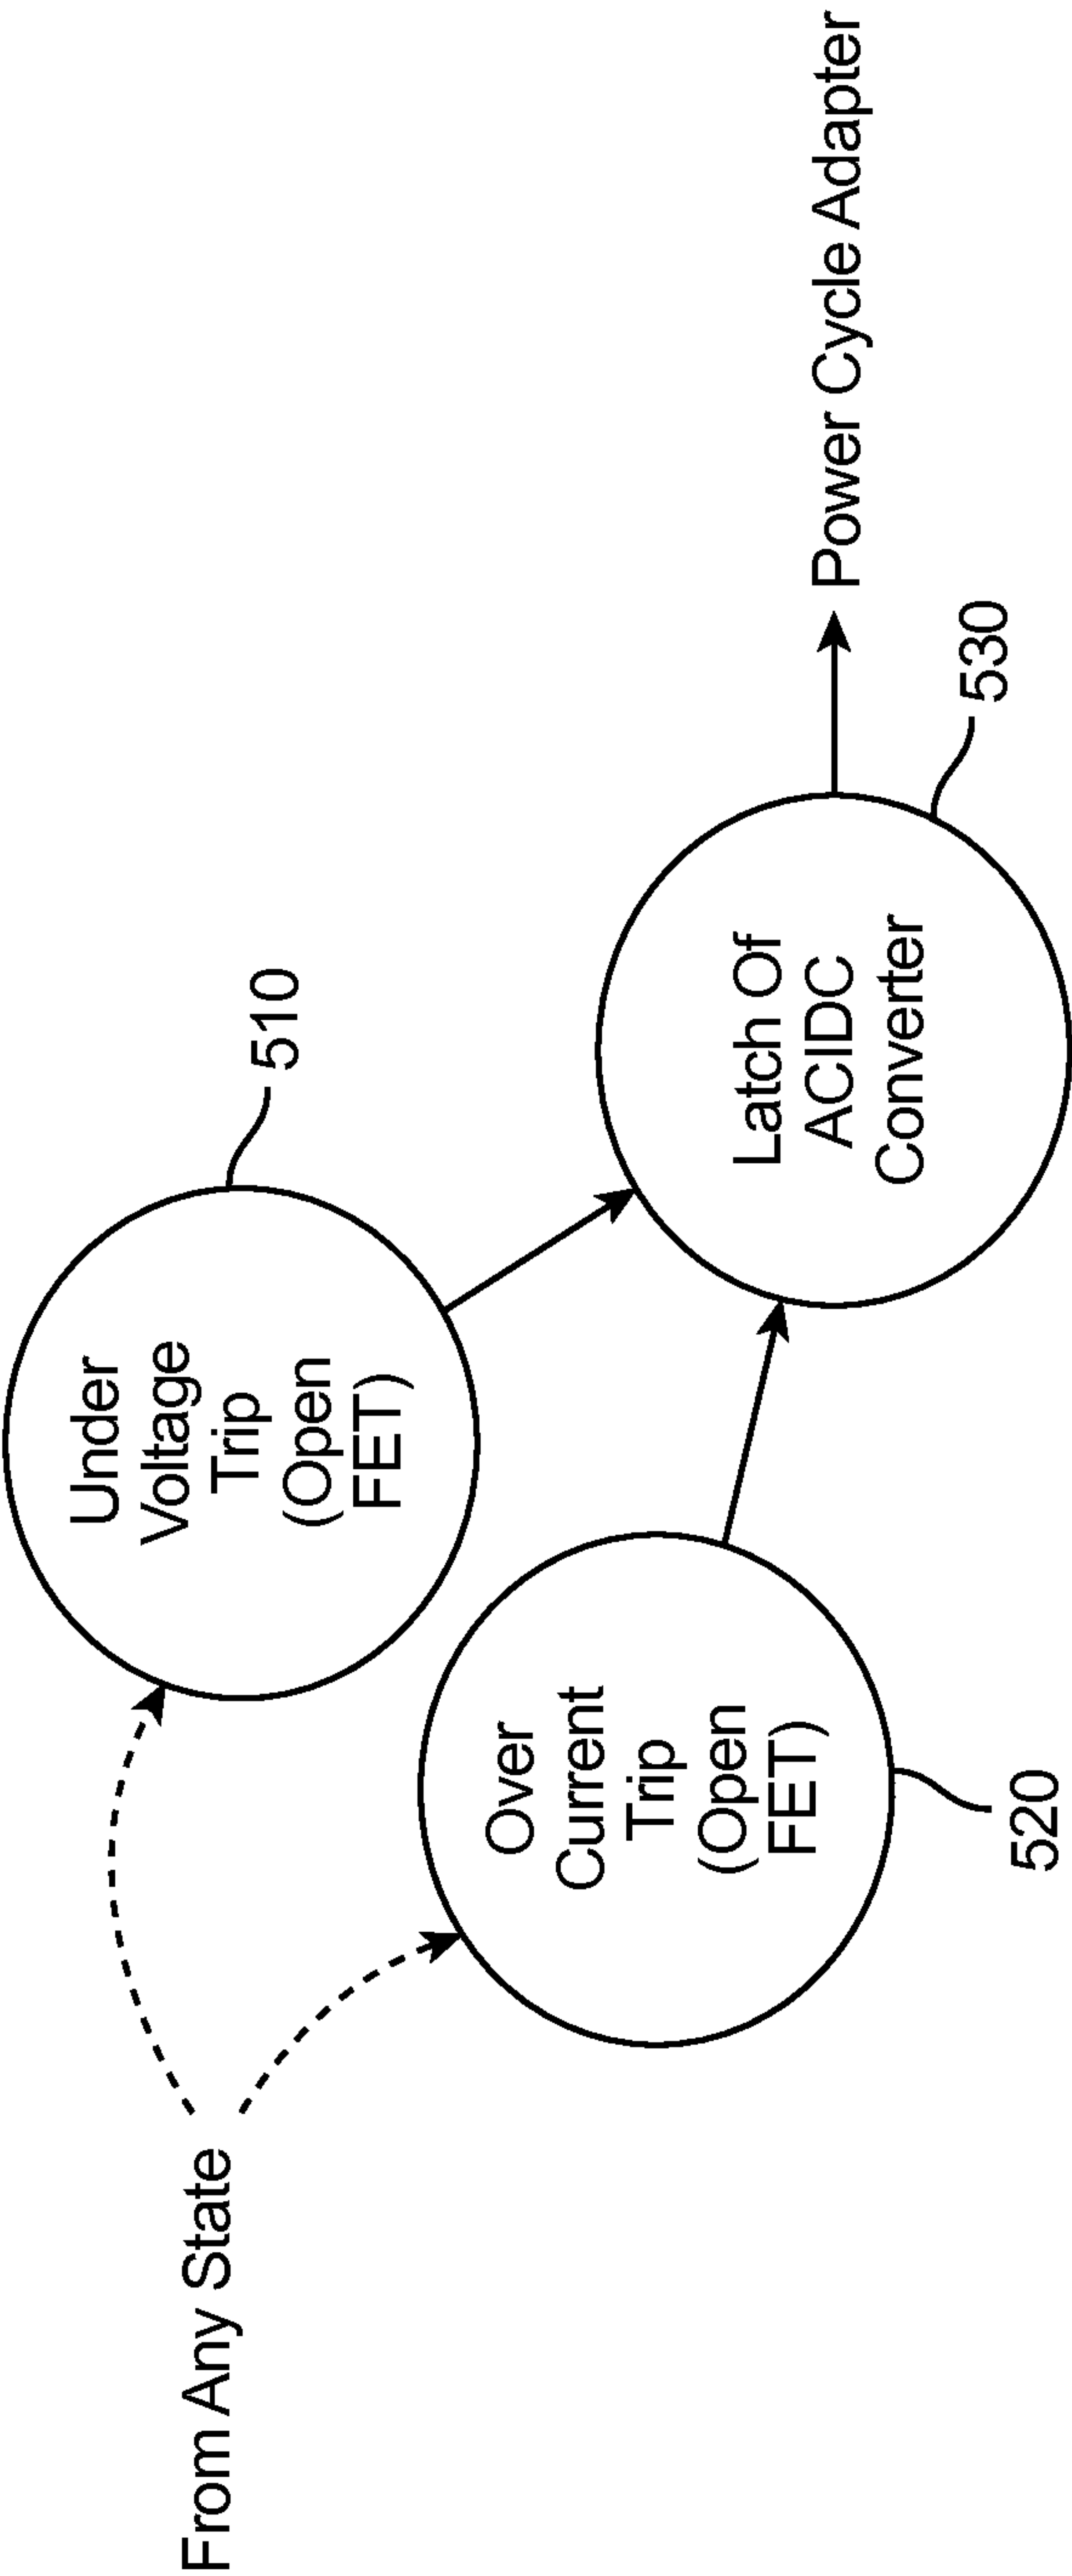 From Any State
Under
Voltage
Trip
(Open
FET)
510
Over
Current
Trip
(Open
FET)
520
Latch Of
ACIDC
Converter
530
Power Cycle Adapter